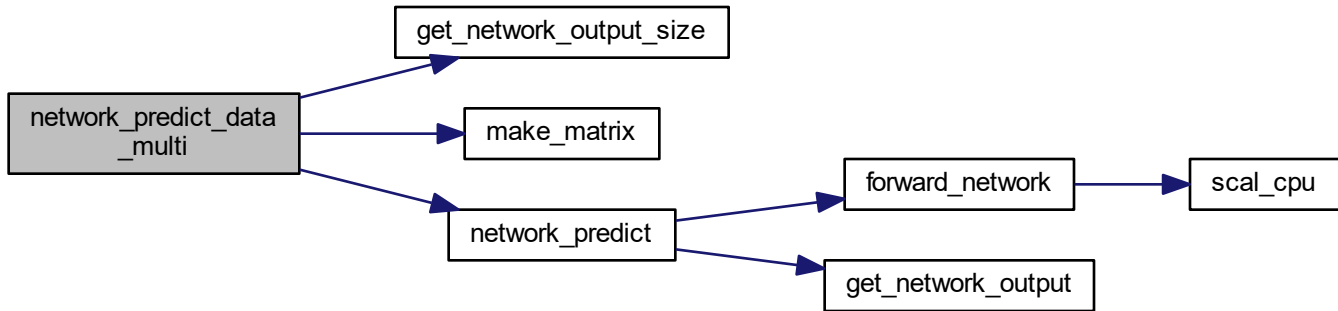 get_network_output_size
network_predict_data
_multi
make_matrix
forward_network
scal_cpu
network_predict
get_network_output